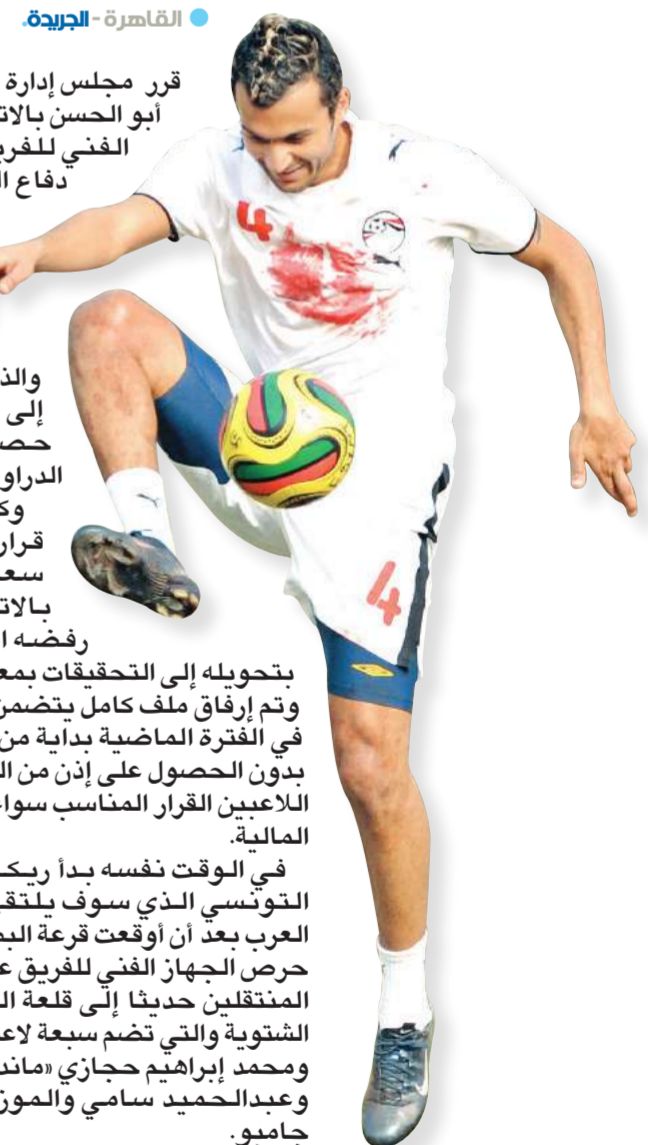 القاهرة - الجريدة●
قرر مجلس إدارة
أبو الحسن بالات
الفني للفري
دفاع ال
والذ
إلى
حص
الدراو
وك
قرار
سع
بالات
رفضه ا
بتحويله إلى التحقيقات بمع
وتم إرفاق ملف كامل يتضمن
في الفترة الماضية بداية من
بدون الحصول على إذن من ال
اللاعبين القرار المناسب سوا
المالية.
في الوقت نفسه بدأ ريك
التونسي الذي سوف يلتق
العرب بعد أن أوقعت قرعة الب
حرص الجهاز الفني للفريق ع
المنتقلين حديثا إلى قلعة ال
الشتوية والتي تضم سبعة لاع
ومحمد إبراهيم حجازي «ماند
وعبدالحميد سامي والموز
جامبو.
4
4